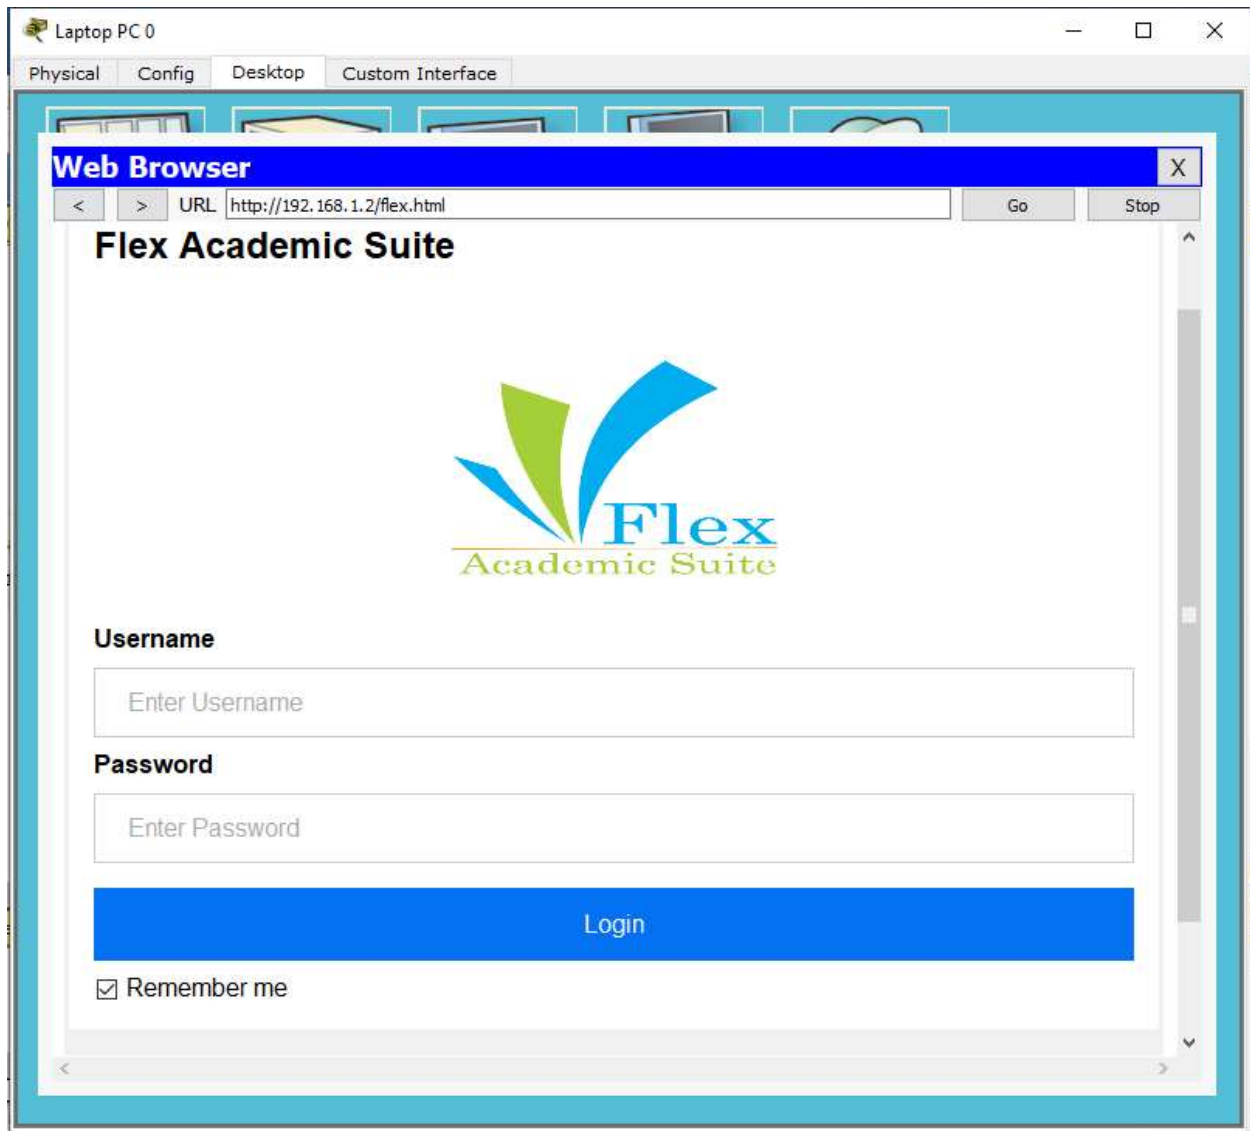 Laptop PC 0
Physical Config Desktop Custom Interface
Web Browser X
< > URL http://192.168.1.2/flex.html Go Stop
Flex Academic Suite
Flex
Academic Suite
Username
Enter Username
Password
Enter Password
Login
Remember me